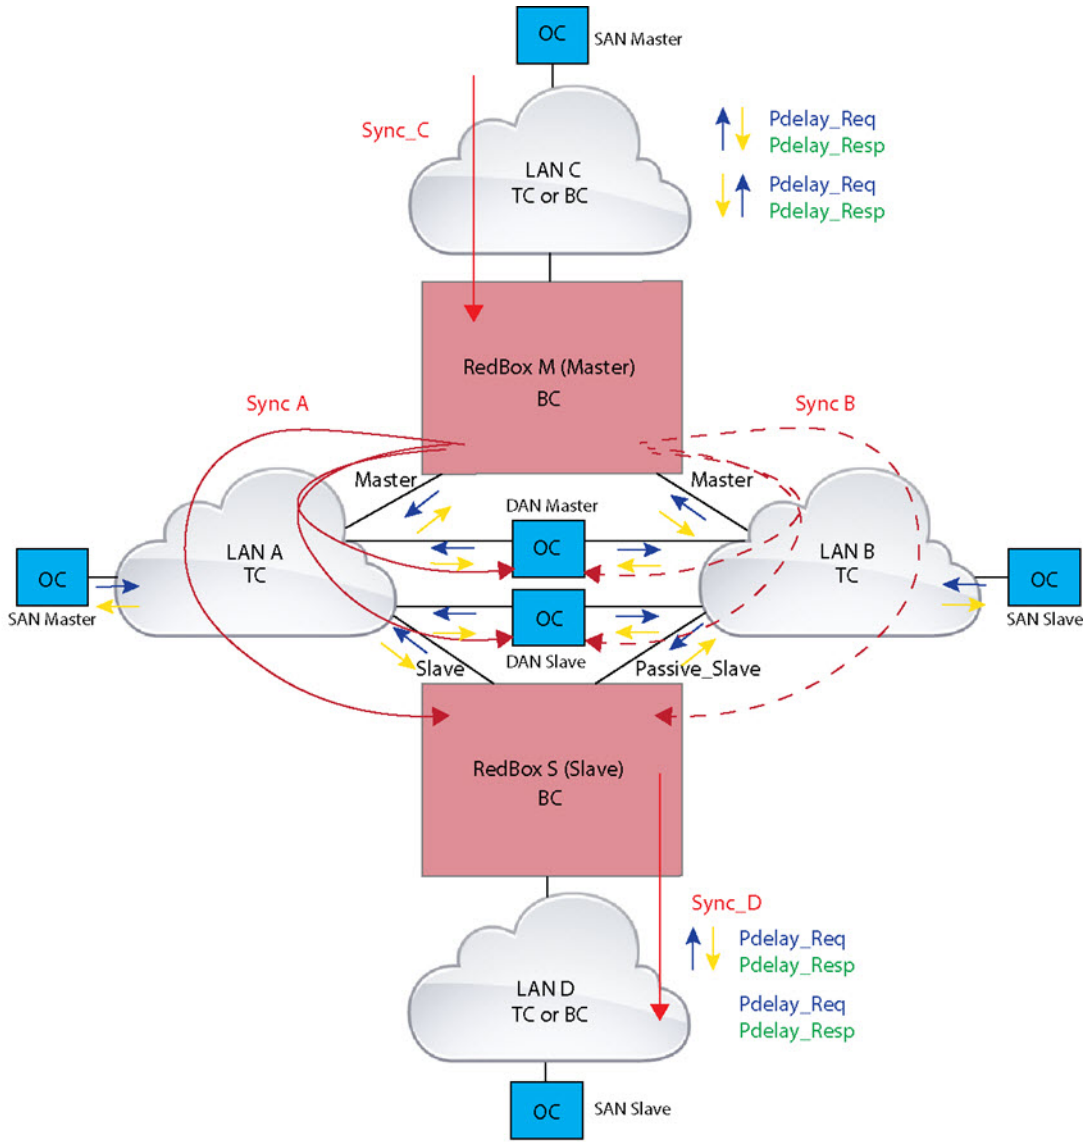 OC
SAN Master
Sync_C
Pdelay_Req
Pdelay_Resp
LAN C
TC or BC
Pdelay_Req
Pdelay_Resp
RedBox M (Master)
BC
Sync A
Sync B
Master
Master
DAN Master
OC
LAN A
TC
LAN B
TC
OC
SAN Master
OC
SAN Slave
OC
DAN Slave
Slave
Passive_Slave
RedBox S (Slave)
BC
Sync_D
Pdelay_Req
Pdelay_Resp
LAN D
TC or BC
Pdelay_Req
Pdelay_Resp
OC
SAN Slave